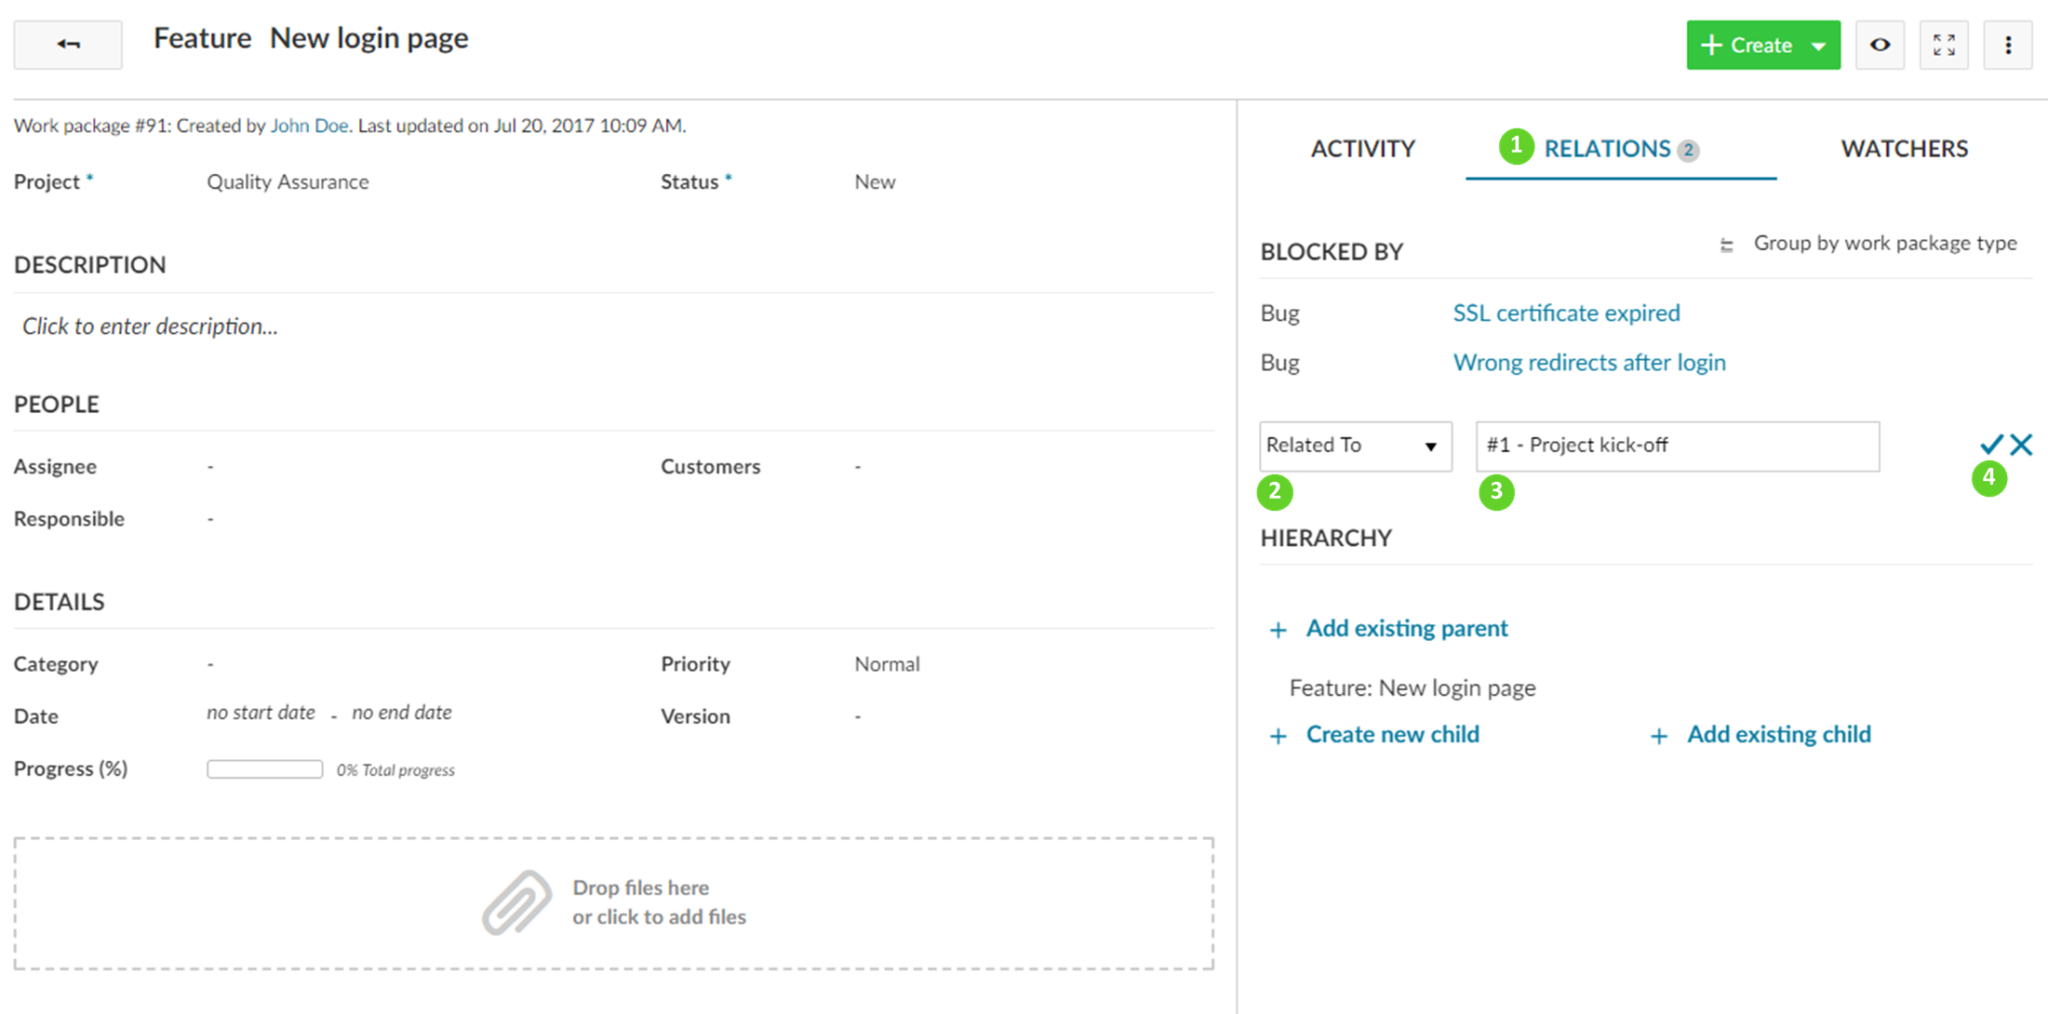 Feature New login page
+ Create
Work package #91: Created by John Doe. Last updated on Jul 20, 2017 10:09 AM.
Project * Quality Assurance Status * New
DESCRIPTION
Click to enter description...
PEOPLE
Assignee - Customers -
Responsible -
DETAILS
Category - Priority Normal
Date no start date - no end date Version -
Progress (%) 0% Total progress
Drop files here
or click to add files
ACTIVITY 1 RELATIONS 2 WATCHERS
BLOCKED BY Group by work package type
Bug SSL certificate expired
Bug Wrong redirects after login
Related To #1 - Project kick-off
2 3 4
HIERARCHY
+ Add existing parent
Feature: New login page
+ Create new child + Add existing child